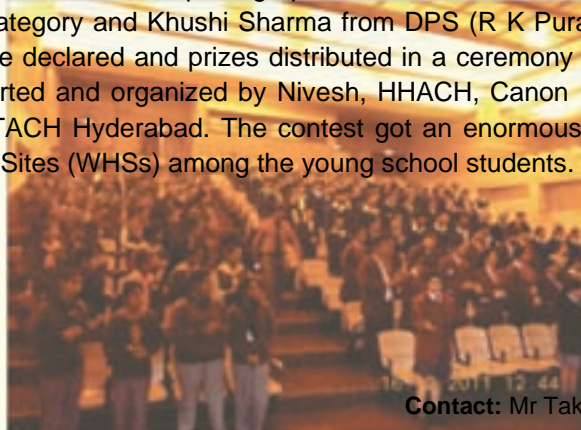 ategory and Khushi Sharma from DPS (R K Pura
e declared and prizes distributed in a ceremony
rted and organized by Nivesh, HHACH, Canon
TACH Hyderabad. The contest got an enormous
Sites (WHSs) among the young school students.
2011 12:44
Contact: Mr Tak